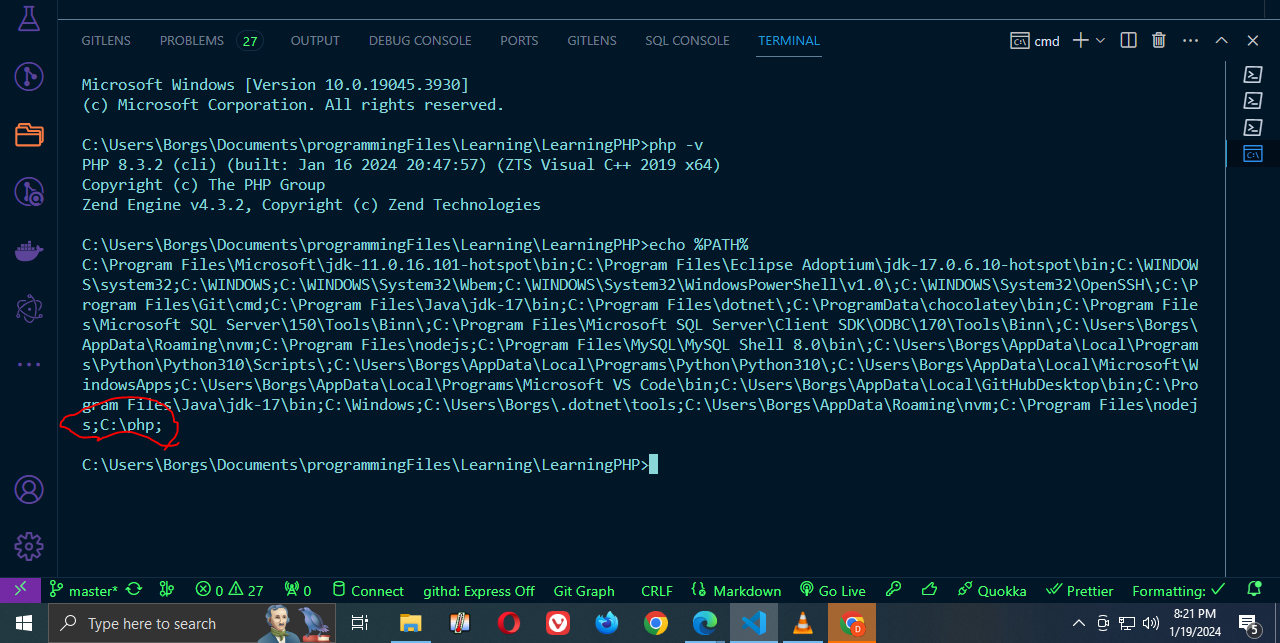 GITLENS PROBLEMS 27 OUTPUT DEBUG CONSOLE PORTS GITLENS SQL CONSOLE TERMINAL cmd
Microsoft Windows [Version 10.0.19045.3930]
(c) Microsoft Corporation. All rights reserved.
C:\Users\Borgs\Documents\programmingFiles\Learning\LearningPHP>php -v
PHP 8.3.2 (cli) (built: Jan 16 2024 20:47:57) (ZTS Visual C++ 2019 x64)
Copyright (c) The PHP Group
Zend Engine v4.3.2, Copyright (c) Zend Technologies
C:\Users\Borgs\Documents\programmingFiles\Learning\LearningPHP>echo %PATH%
C:\Program Files\Microsoft\jdk-11.0.16.101-hotspot\bin;C:\Program Files\Eclipse Adoptium\jdk-17.0.6.10-hotspot\bin;C:\WINDOW
S\system32;C:\WINDOWS;C:\WINDOWS\System32\Wbem;C:\WINDOWS\System32\WindowsPowerShell\v1.0\;C:\WINDOWS\System32\OpenSSH\;C:\P
rogram Files\Git\cmd;C:\Program Files\Java\jdk-17\bin;C:\Program Files\dotnet\;C:\ProgramData\chocolatey\bin;C:\Program File
s\Microsoft SQL Server\150\Tools\Binn\;C:\Program Files\Microsoft SQL Server\Client SDK\ODBC\170\Tools\Binn\;C:\Users\Borgs\
AppData\Roaming\nvm;C:\Program Files\nodejs;C:\Program Files\MySQL\MySQL Shell 8.0\bin\;C:\Users\Borgs\AppData\Local\Program
s\Python\Python310\Scripts\;C:\Users\Borgs\AppData\Local\Programs\Python\Python310\;C:\Users\Borgs\AppData\Local\Microsoft\W
indowsApps;C:\Users\Borgs\AppData\Local\Programs\Microsoft VS Code\bin;C:\Users\Borgs\AppData\Local\GitHubDesktop\bin;C:\Pro
gram Files\Java\jdk-17\bin;C:\Windows;C:\Users\Borgs\.dotnet\tools;C:\Users\Borgs\AppData\Roaming\nvm;C:\Program Files\nodej
s;C:\php;
C:\Users\Borgs\Documents\programmingFiles\Learning\LearningPHP>
master* 0 27 0 Connect githd: Express Off Git Graph CRLF Markdown Go Live Quokka Prettier Formatting:
Type here to search
8:21 PM
1/19/2024
5